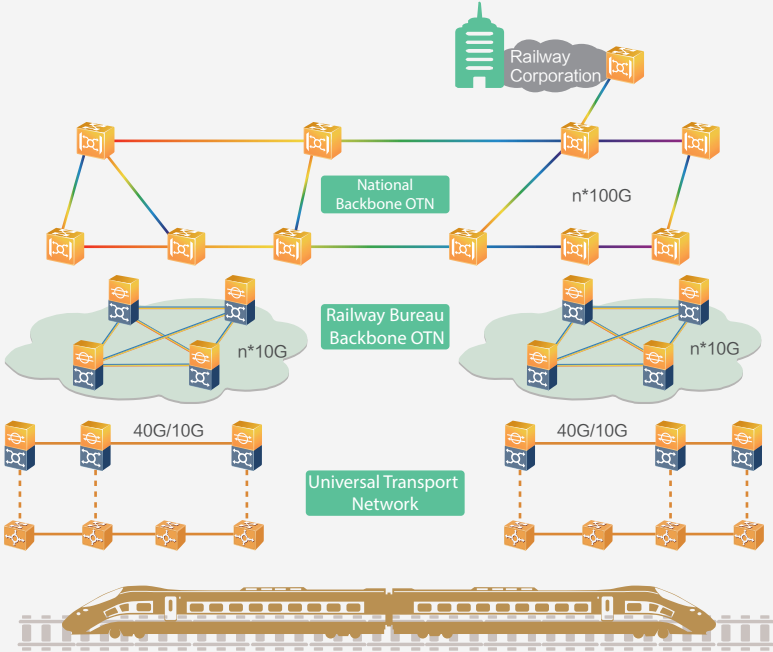 Railway
Corporation
National
Backbone OTN
n*100G
Railway Bureau
Backbone OTN
n*10G
n*10G
40G/10G
40G/10G
Universal Transport
Network